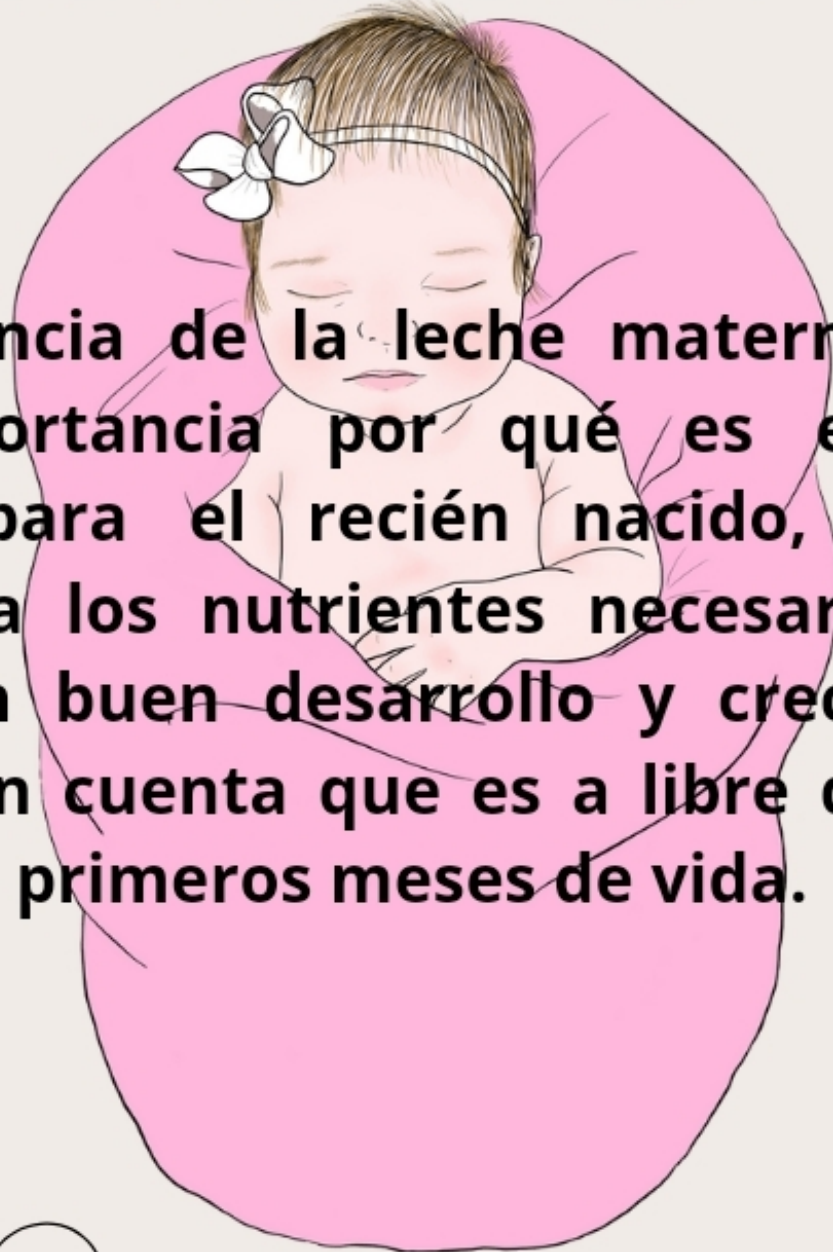 ncia de la leche matern
ortancia por qué es e
para el recién nacido,
a los nutrientes necesar
n buen desarrollo y crec
n cuenta que es a libre d
primeros meses de vida.